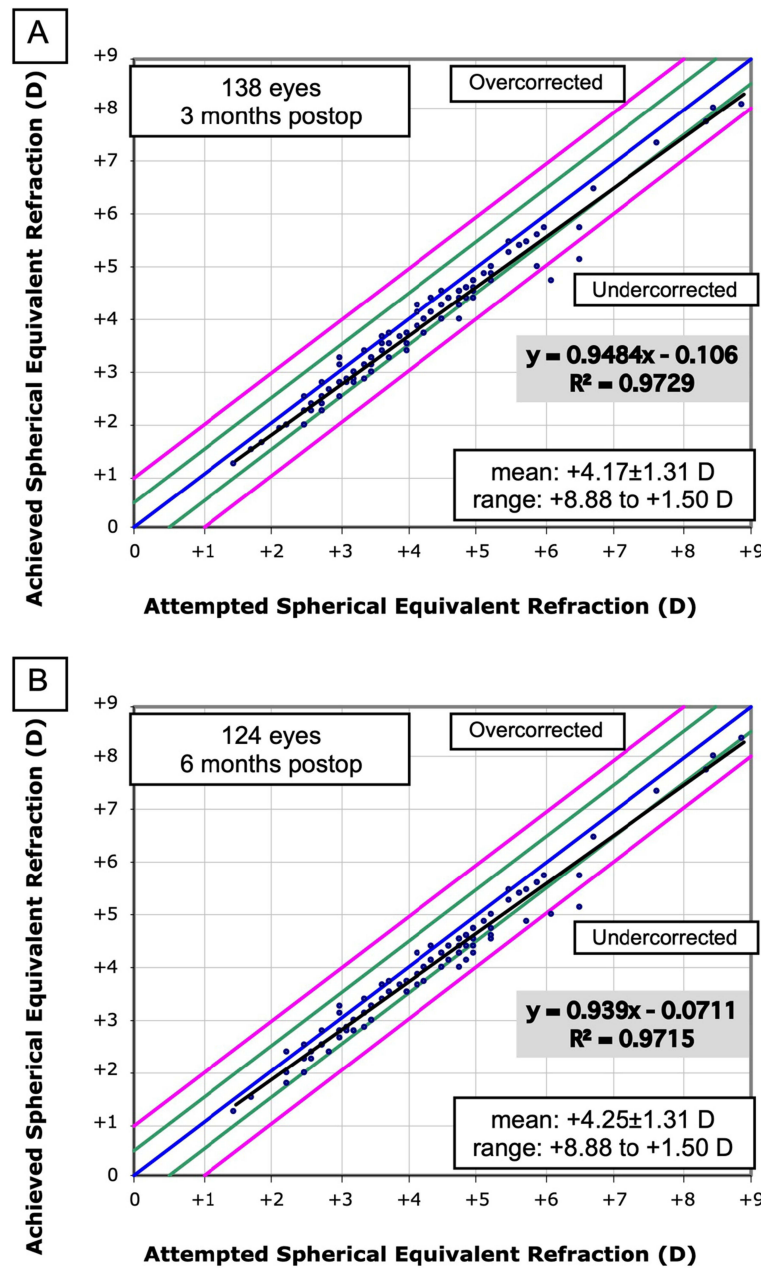 A
Achieved Spherical Equivalent Refraction (D)
+9
+8
+7
+6
+5
+4
+3
+2
+1
0
138 eyes
3 months postop
Overcorrected
Undercorrected
y = 0.9484x - 0.106
R² = 0.9729
mean: +4.17±1.31 D
range: +8.88 to +1.50 D
0 +1 +2 +3 +4 +5 +6 +7 +8 +9
Attempted Spherical Equivalent Refraction (D)
B
Achieved Spherical Equivalent Refraction (D)
+9
+8
+7
+6
+5
+4
+3
+2
+1
0
124 eyes
6 months postop
Overcorrected
Undercorrected
y = 0.939x - 0.0711
R² = 0.9715
mean: +4.25±1.31 D
range: +8.88 to +1.50 D
0 +1 +2 +3 +4 +5 +6 +7 +8 +9
Attempted Spherical Equivalent Refraction (D)